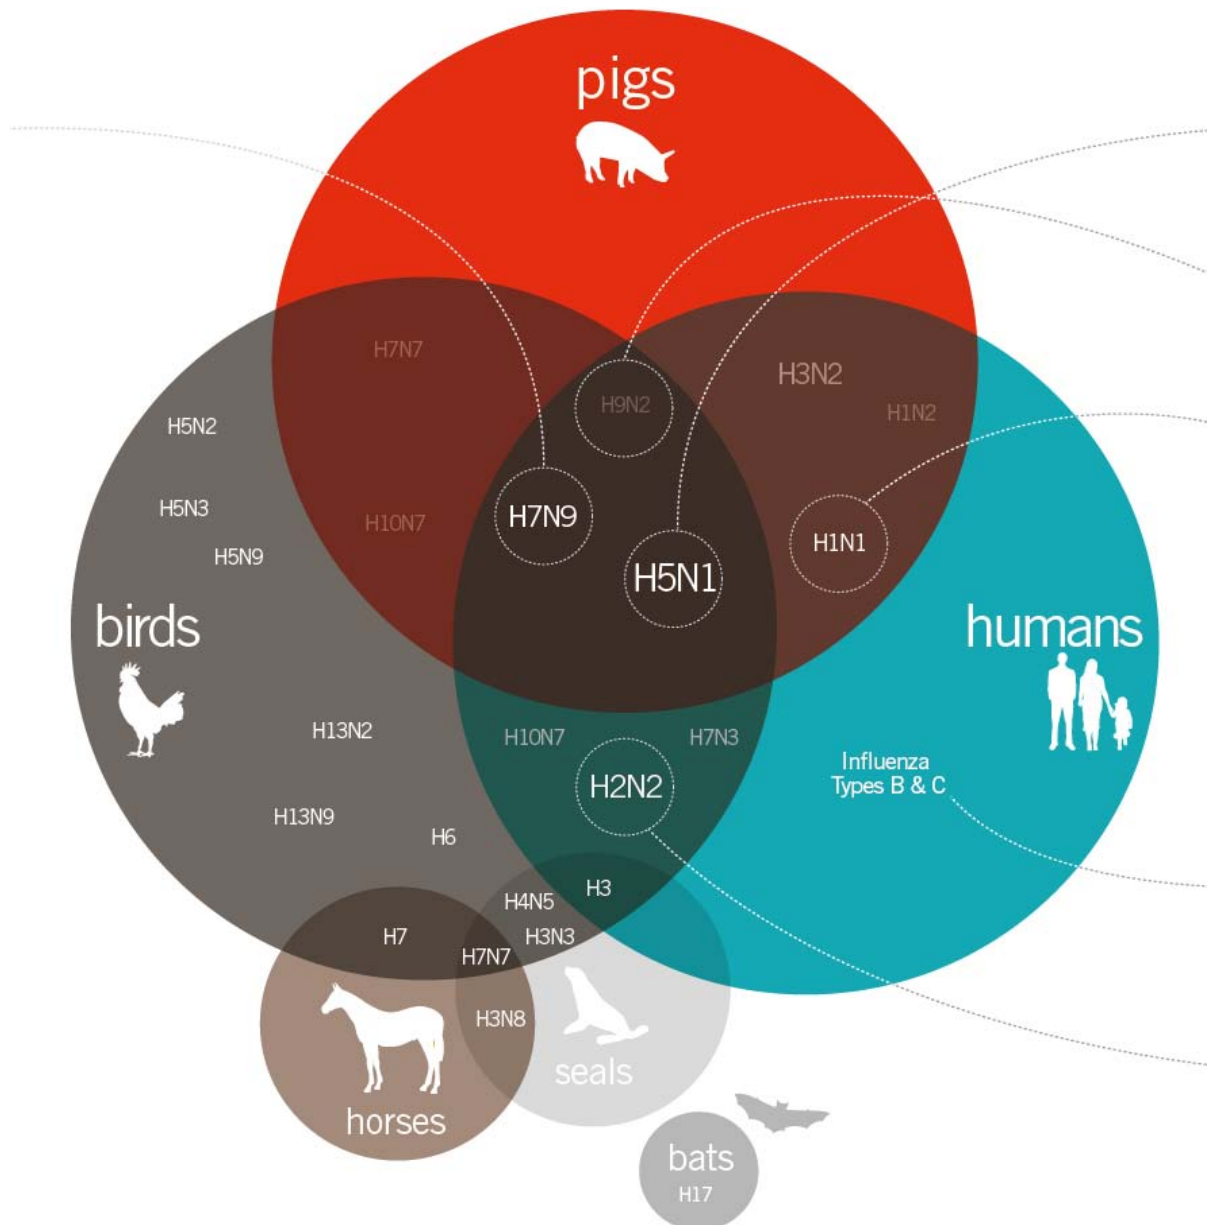 pigs
H7N7
H9N2
H3N2
H1N2
H5N2
H5N3
H10N7
H7N9
H5N9
H5N1
H1N1
birds
humans
H13N2
H10N7
H7N3
Influenza
Types B & C
H2N2
H13N9
H6
H3
H4N5
H7
H3N3
H7N7
H3N8
seals
horses
bats
H17